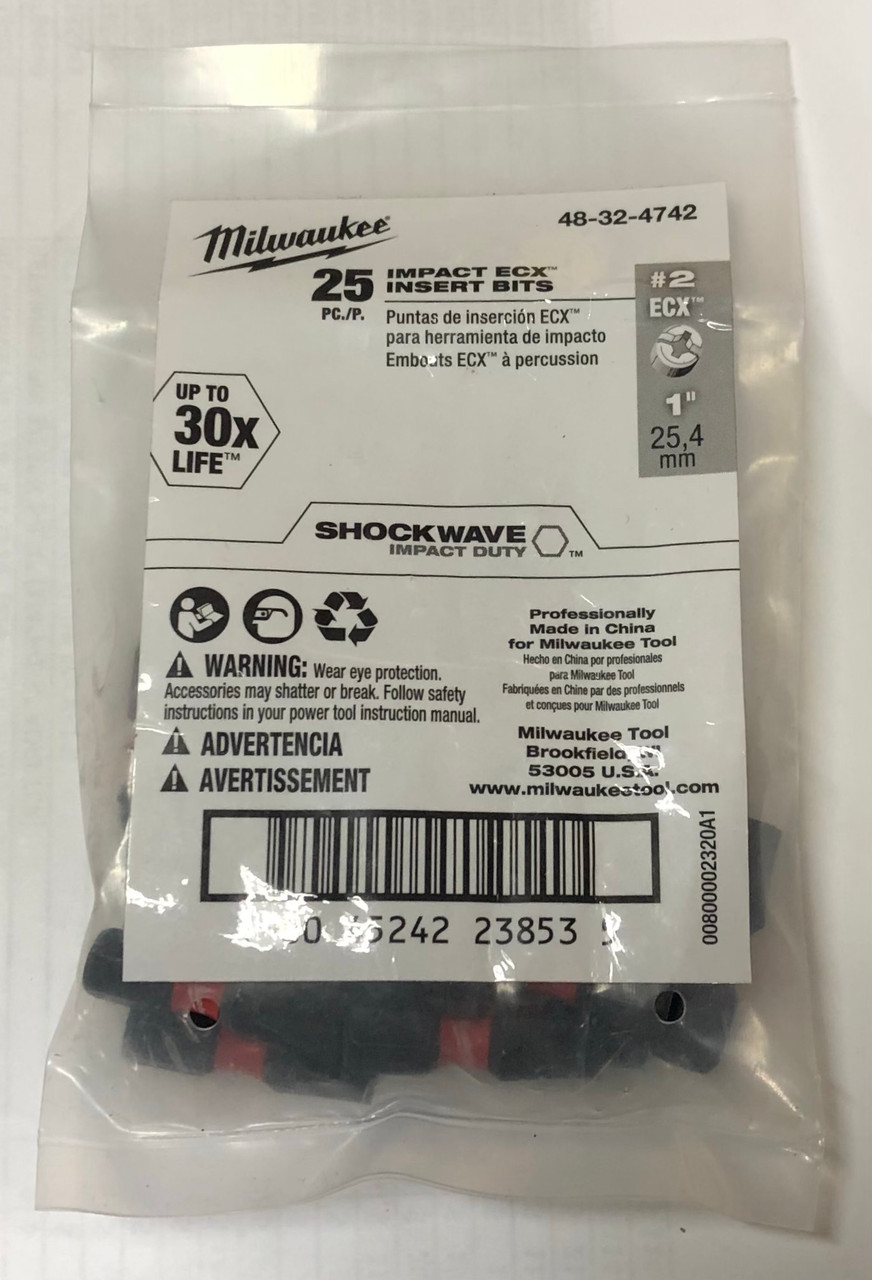 Milwaukee®
48-32-4742
25
PC./P.
IMPACT ECX™
INSERT BITS
Puntas de inserción ECX™
para herramienta de impacto
Embouts ECX™ à percussion
#2
ECX™
1"
25,4
mm
UP TO
30x
LIFE™
SHOCKWAVE
IMPACT DUTY ™
WARNING: Wear eye protection.
Accessories may shatter or break. Follow safety
instructions in your power tool instruction manual.
ADVERTENCIA
AVERTISSEMENT
Professionally
Made in China
for Milwaukee Tool
Hecho en China por profesionales
para Milwaukee Tool
Fabriquées en Chine par des professionnels
et conçues pour Milwaukee Tool
Milwaukee Tool
Brookfield,
53005 U.S.A.
www.milwaukeetool.com
5242 23853
00800002320A1